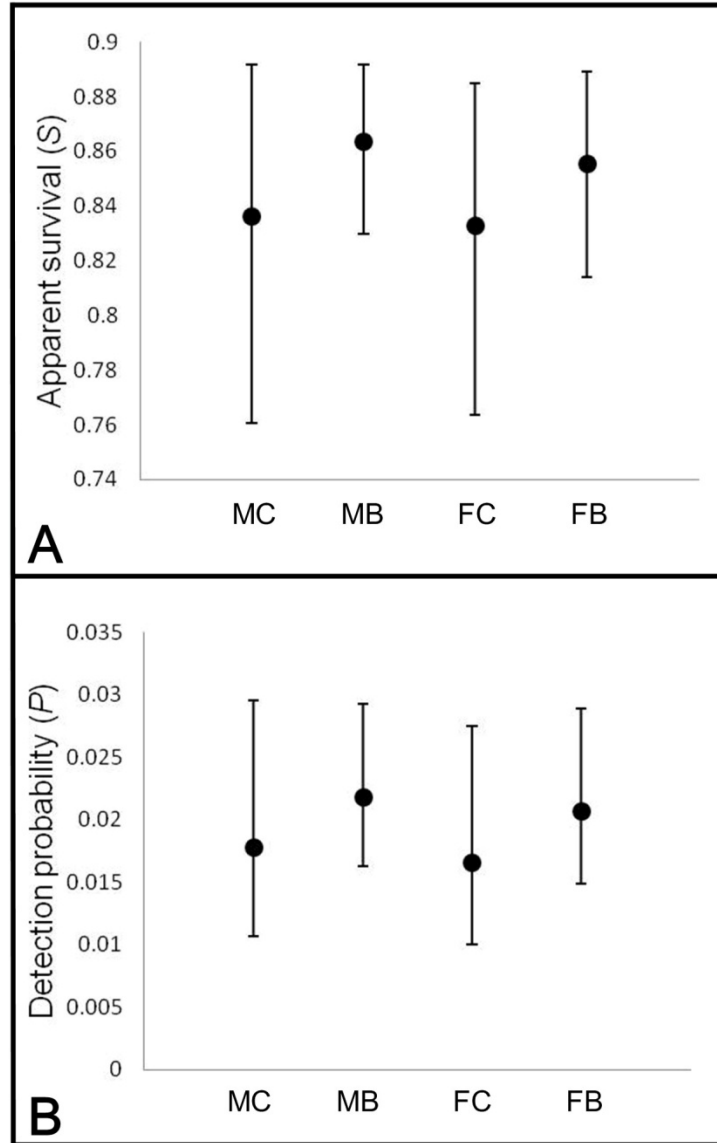 Apparent survival (S)
0.9
0.88
0.86
0.84
0.82
0.8
0.78
0.76
0.74
MC MB FC FB
A
Detection probability (P)
0.035
0.03
0.025
0.02
0.015
0.01
0.005
0
MC MB FC FB
B